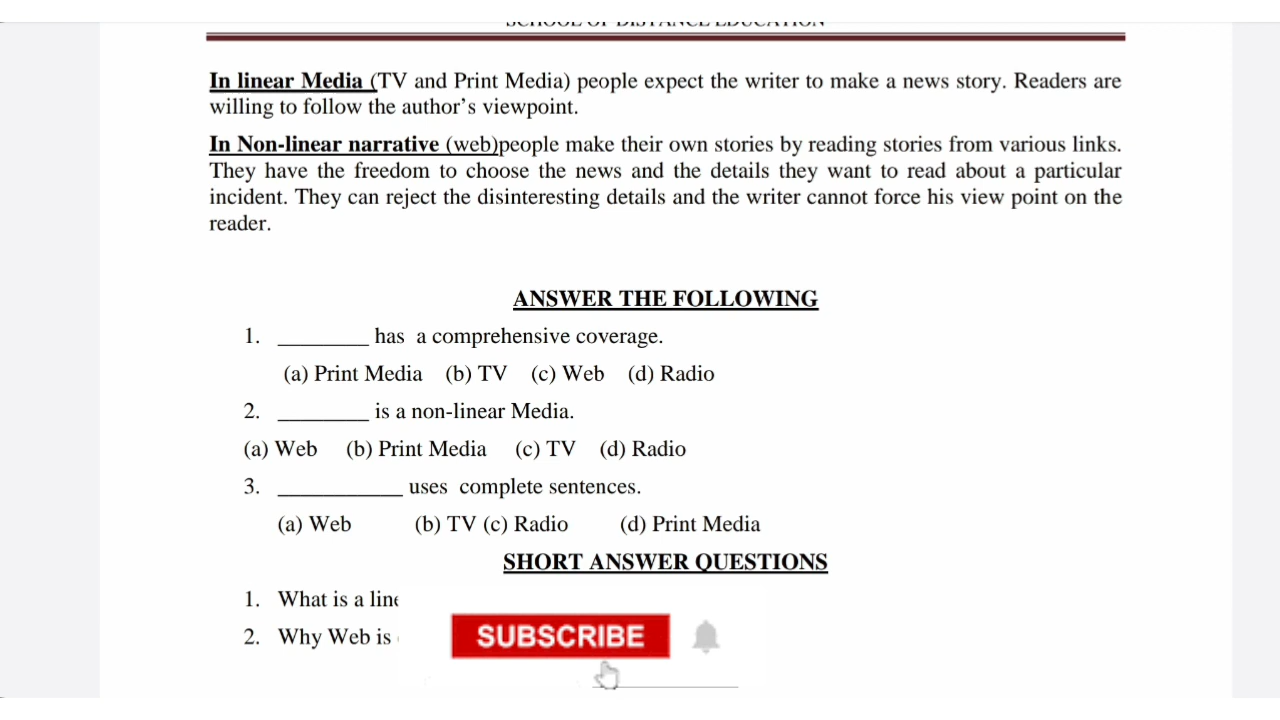 SCHOOL OF DISTANCE EDUCATION
In linear Media (TV and Print Media) people expect the writer to make a news story. Readers are
willing to follow the author’s viewpoint.
In Non-linear narrative (web)people make their own stories by reading stories from various links.
They have the freedom to choose the news and the details they want to read about a particular
incident. They can reject the disinteresting details and the writer cannot force his view point on the
reader.
ANSWER THE FOLLOWING
1. ________ has a comprehensive coverage.
(a) Print Media (b) TV (c) Web (d) Radio
2. ________ is a non-linear Media.
(a) Web (b) Print Media (c) TV (d) Radio
3. ___________ uses complete sentences.
(a) Web (b) TV (c) Radio (d) Print Media
SHORT ANSWER QUESTIONS
1. What is a
2. Why Web is
SUBSCRIBE